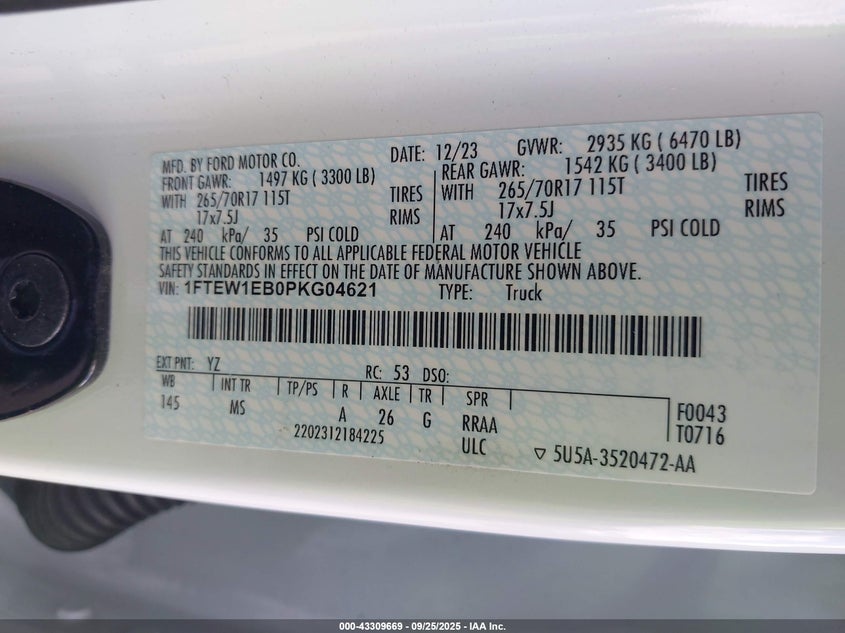 MFD. BY FORD MOTOR CO. DATE: 12/23 GVWR: 2935 KG ( 6470 LB)
FRONT GAWR: 1497 KG ( 3300 LB) REAR GAWR: 1542 KG ( 3400 LB)
WITH 265/70R17 115T TIRES WITH 265/70R17 115T TIRES
17x7.5J RIMS 17x7.5J RIMS
AT 240 kPa/ 35 PSI COLD AT 240 kPa/ 35 PSI COLD
THIS VEHICLE CONFORMS TO ALL APPLICABLE FEDERAL MOTOR VEHICLE
SAFETY STANDARDS IN EFFECT ON THE DATE OF MANUFACTURE SHOWN ABOVE.
VIN: 1FTEW1EB0PKG04621 TYPE: Truck
EXT PNT: YZ RC: 53 DSO:
WB INT TR TP/PS R AXLE TR SPR
145 MS A 26 G RRAA F0043
2202312184225 ULC T0716
▽ 5U5A-3520472-AA
000-43309669 - 09/25/2025 - IAA Inc.